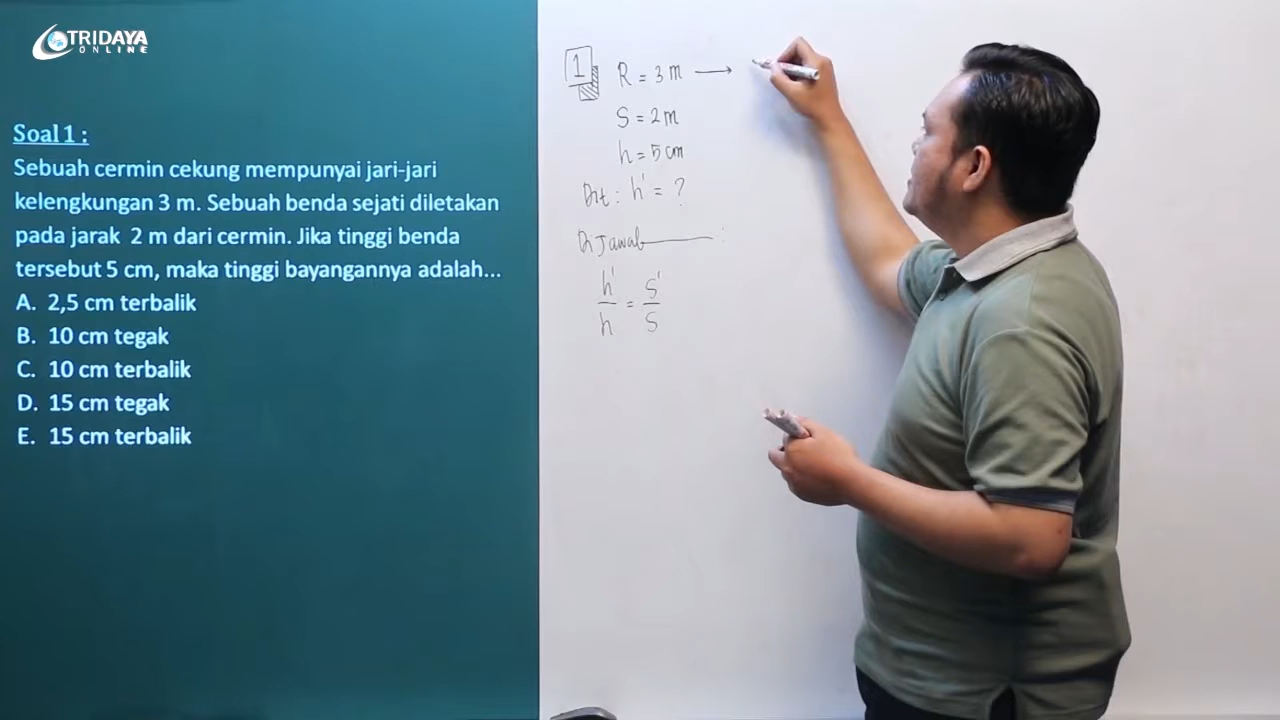 TRIDAYA
ONLINE
Soal 1 :
Sebuah cermin cekung mempunyai jari-jari
kelengkungan 3 m. Sebuah benda sejati diletakan
pada jarak 2 m dari cermin. Jika tinggi benda
tersebut 5 cm, maka tinggi bayangannya adalah...
A. 2,5 cm terbalik
B. 10 cm tegak
C. 10 cm terbalik
D. 15 cm tegak
E. 15 cm terbalik
1
R = 3 m →
S = 2 m
h = 5 cm
Dit : h' = ?
Dijawab :
h'/h = S'/S